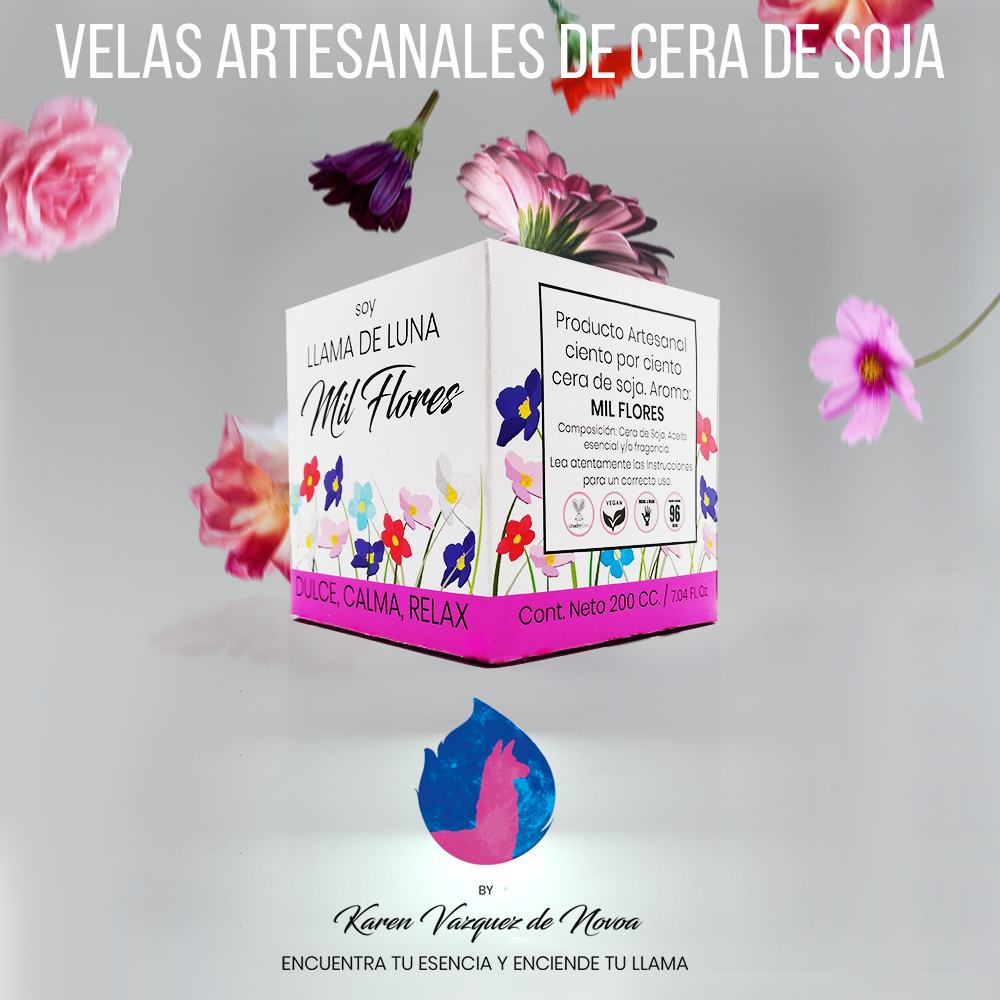 VELAS ARTESANALES DE CERA DE SOJA
soy
LLAMA DE LUNA
Mil Flores
DULCE, CALMA, RELAX
Producto Artesanal
ciento por ciento
cera de soja. Aroma:
MIL FLORES
Composición: Cera de Soja, Aceite
esencial y/o fragancia.
Lea atentamente las Instrucciones
para un correcto uso.
VEGAN
96
Cont. Neto 200 CC. / 7.04 Fl. Oz.
BY
Karen Vazquez de Novoa
ENCUENTRA TU ESENCIA Y ENCIENDE TU LLAMA